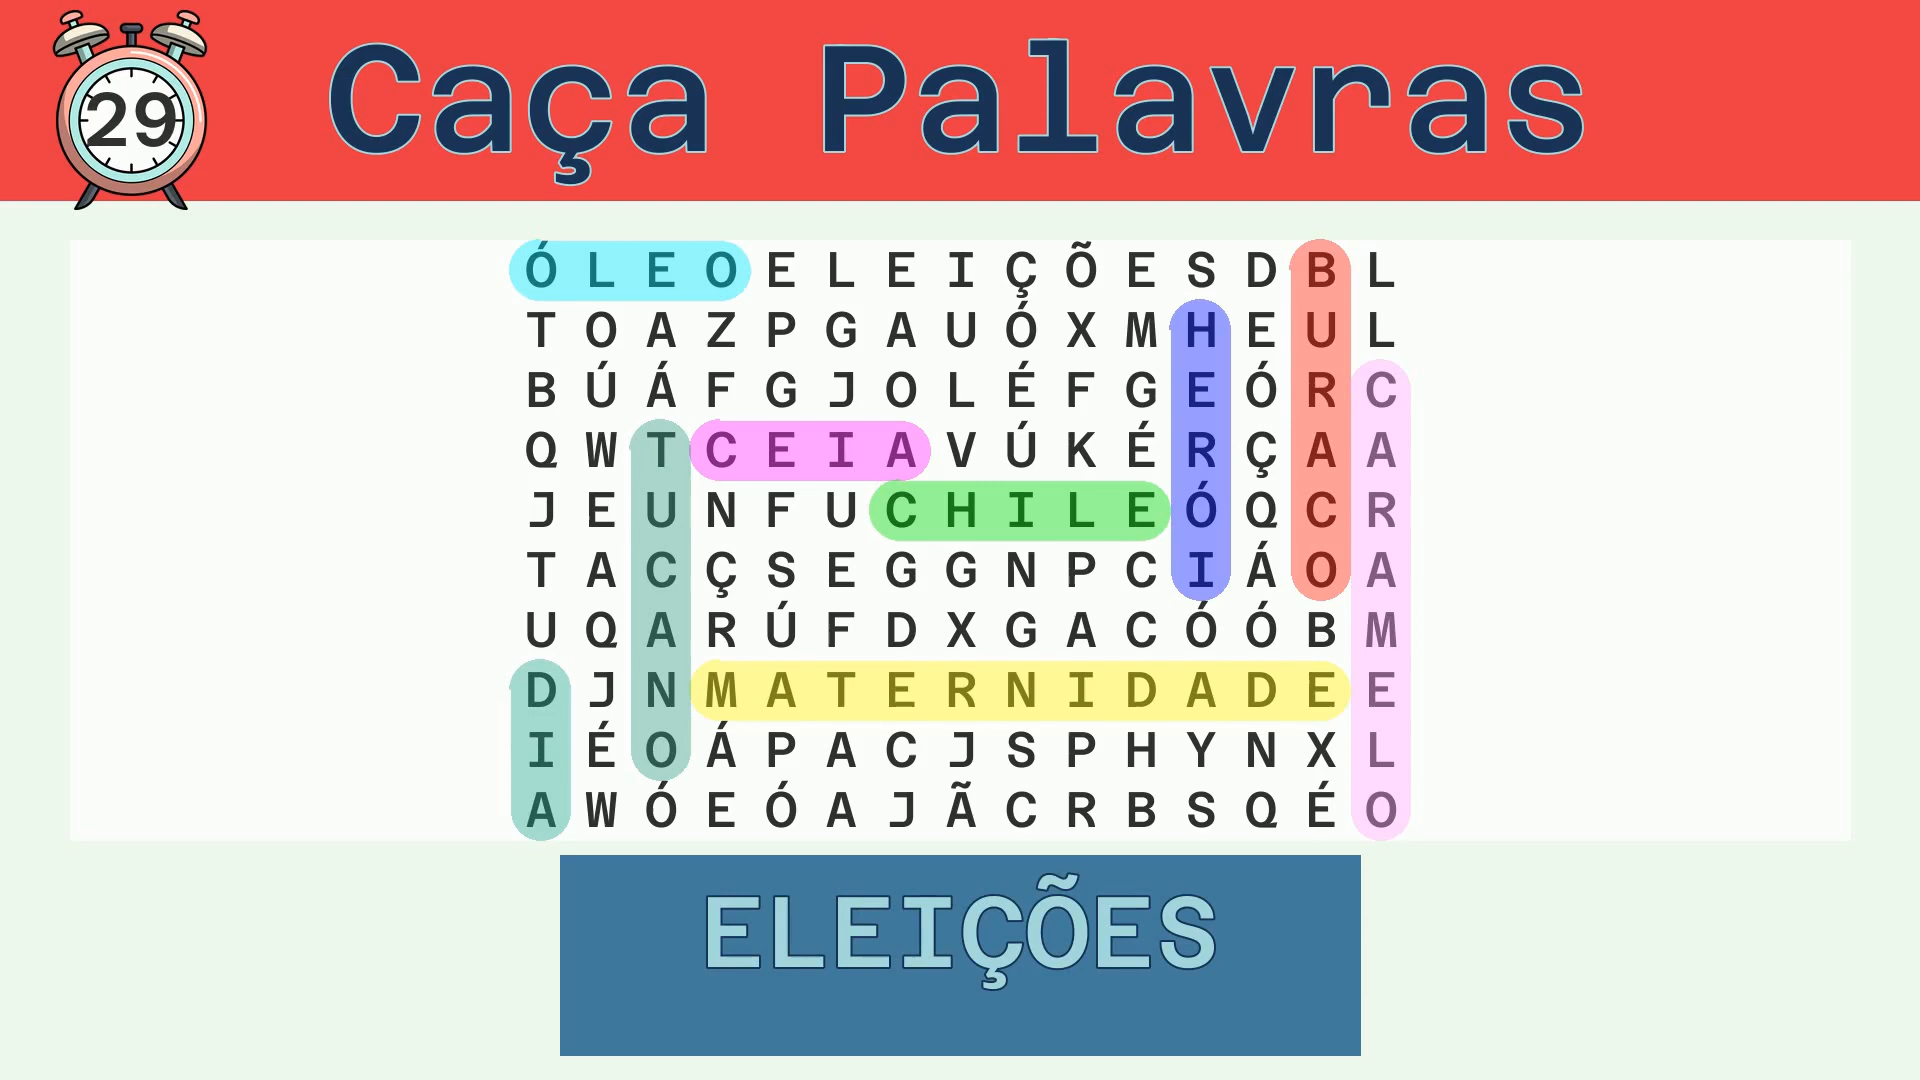 29
Caça Palavras
Ó L E O E L E I Ç Õ E S D B L
T O A Z P G A U Ó X M H E U L
B Ú Á F G J O L É F G E Ó R C
Q W T C E I A V Ú K É R Ç A A
J E U N F U C H I L E Ó Q C R
T A C Ç S E G G N P C I Á O A
U Q A R Ú F D X G A C Ó Ó B M
D J N M A T E R N I D A D E E
I É O Á P A C J S P H Y N X L
A W Ó E Ó A J Ã C R B S Q É O
ELEIÇÕES